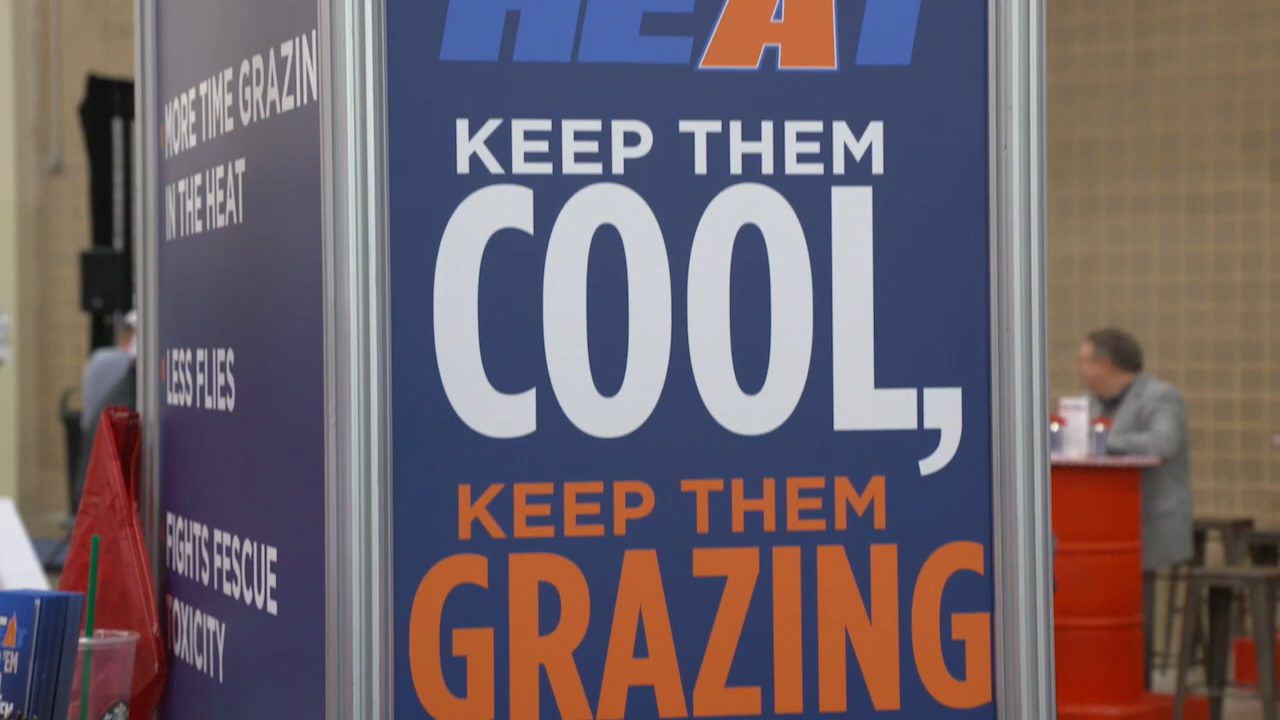 MORE TIME GRAZIN
IN THE HEAT
LESS FLIES
FIGHTS FESCUE
TOXICITY
HEAT
KEEP THEM
COOL,
KEEP THEM
GRAZING